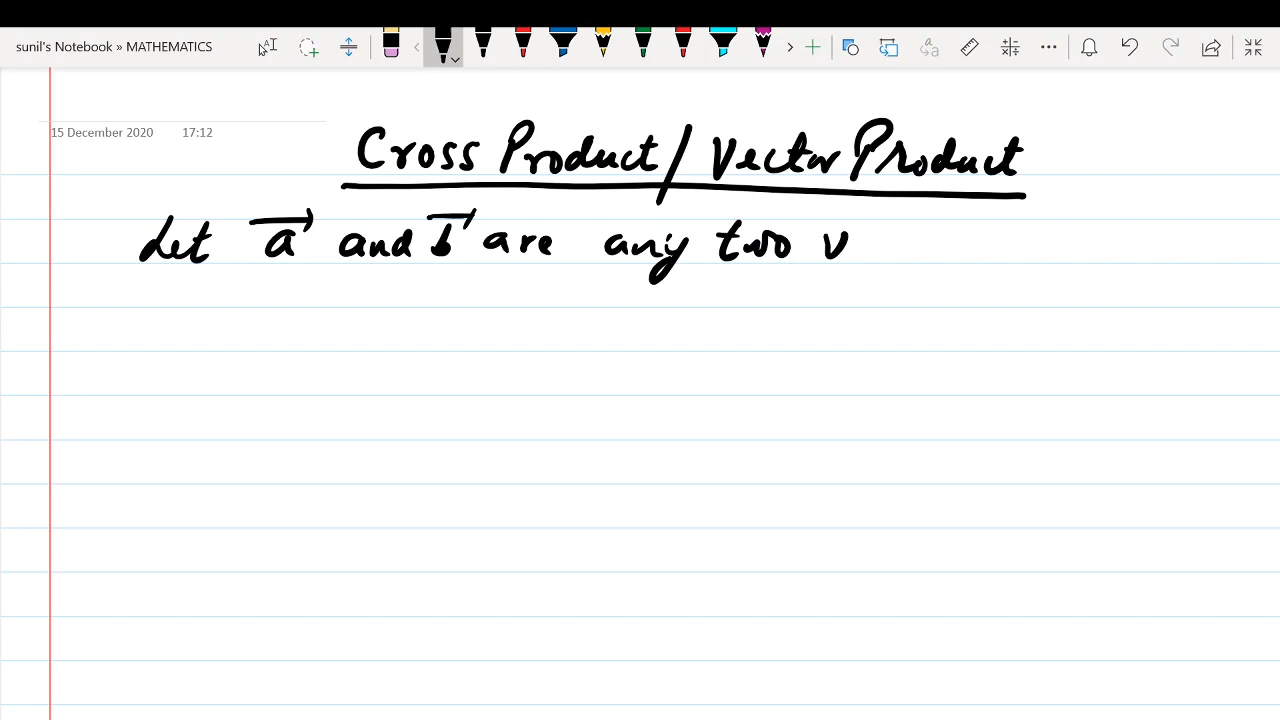 sunil's Notebook » MATHEMATICS
15 December 2020 17:12
Cross Product / Vector Product
Let a⃗ and b⃗ are any two v